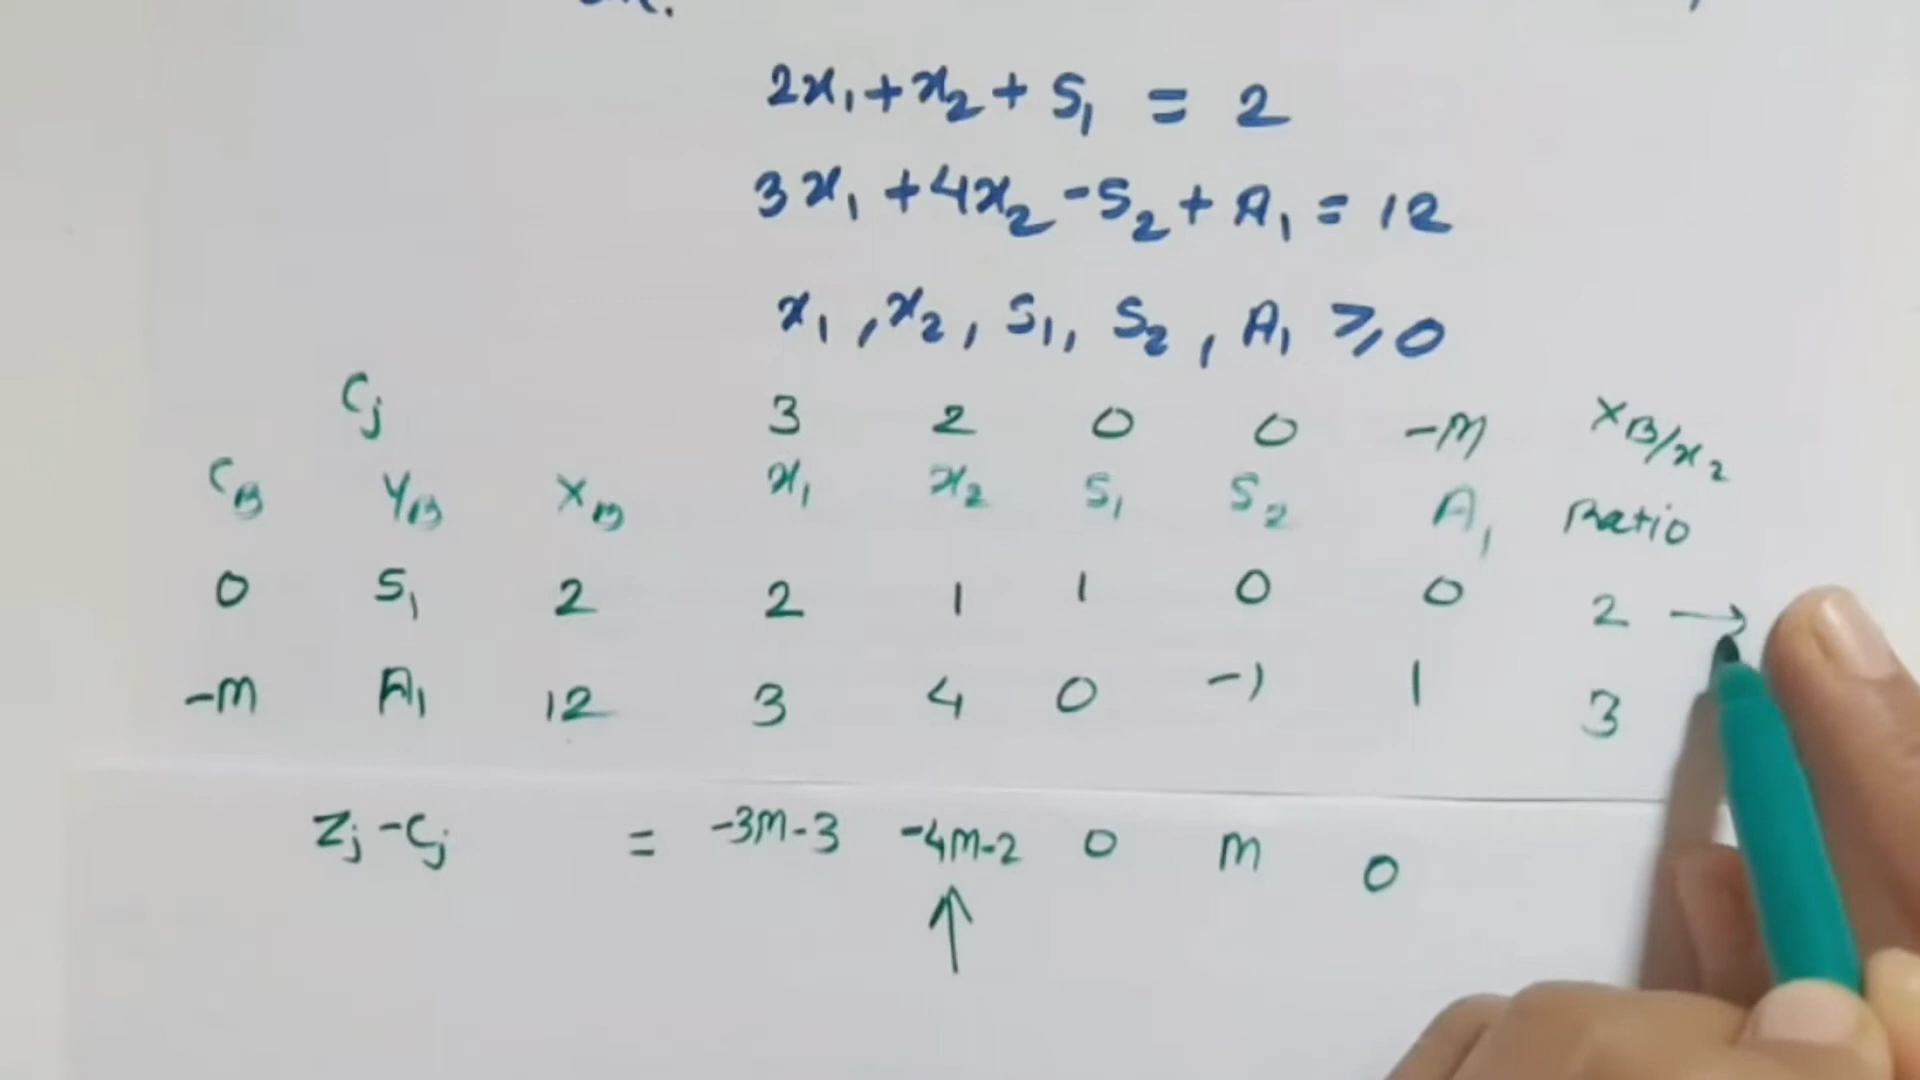 2x₁ + x₂ + S₁ = 2
3x₁ + 4x₂ - S₂ + A₁ = 12
x₁, x₂, S₁, S₂, A₁ ≥ 0
Cj 3 2 0 0 -M XB/x₂
CB YB XB x₁ x₂ S₁ S₂ A₁ Ratio
0 S₁ 2 2 1 1 0 0 2 →
-M A₁ 12 3 4 0 -1 1 3
Zj - Cj = -3M-3 -4M-2 0 M 0
↑